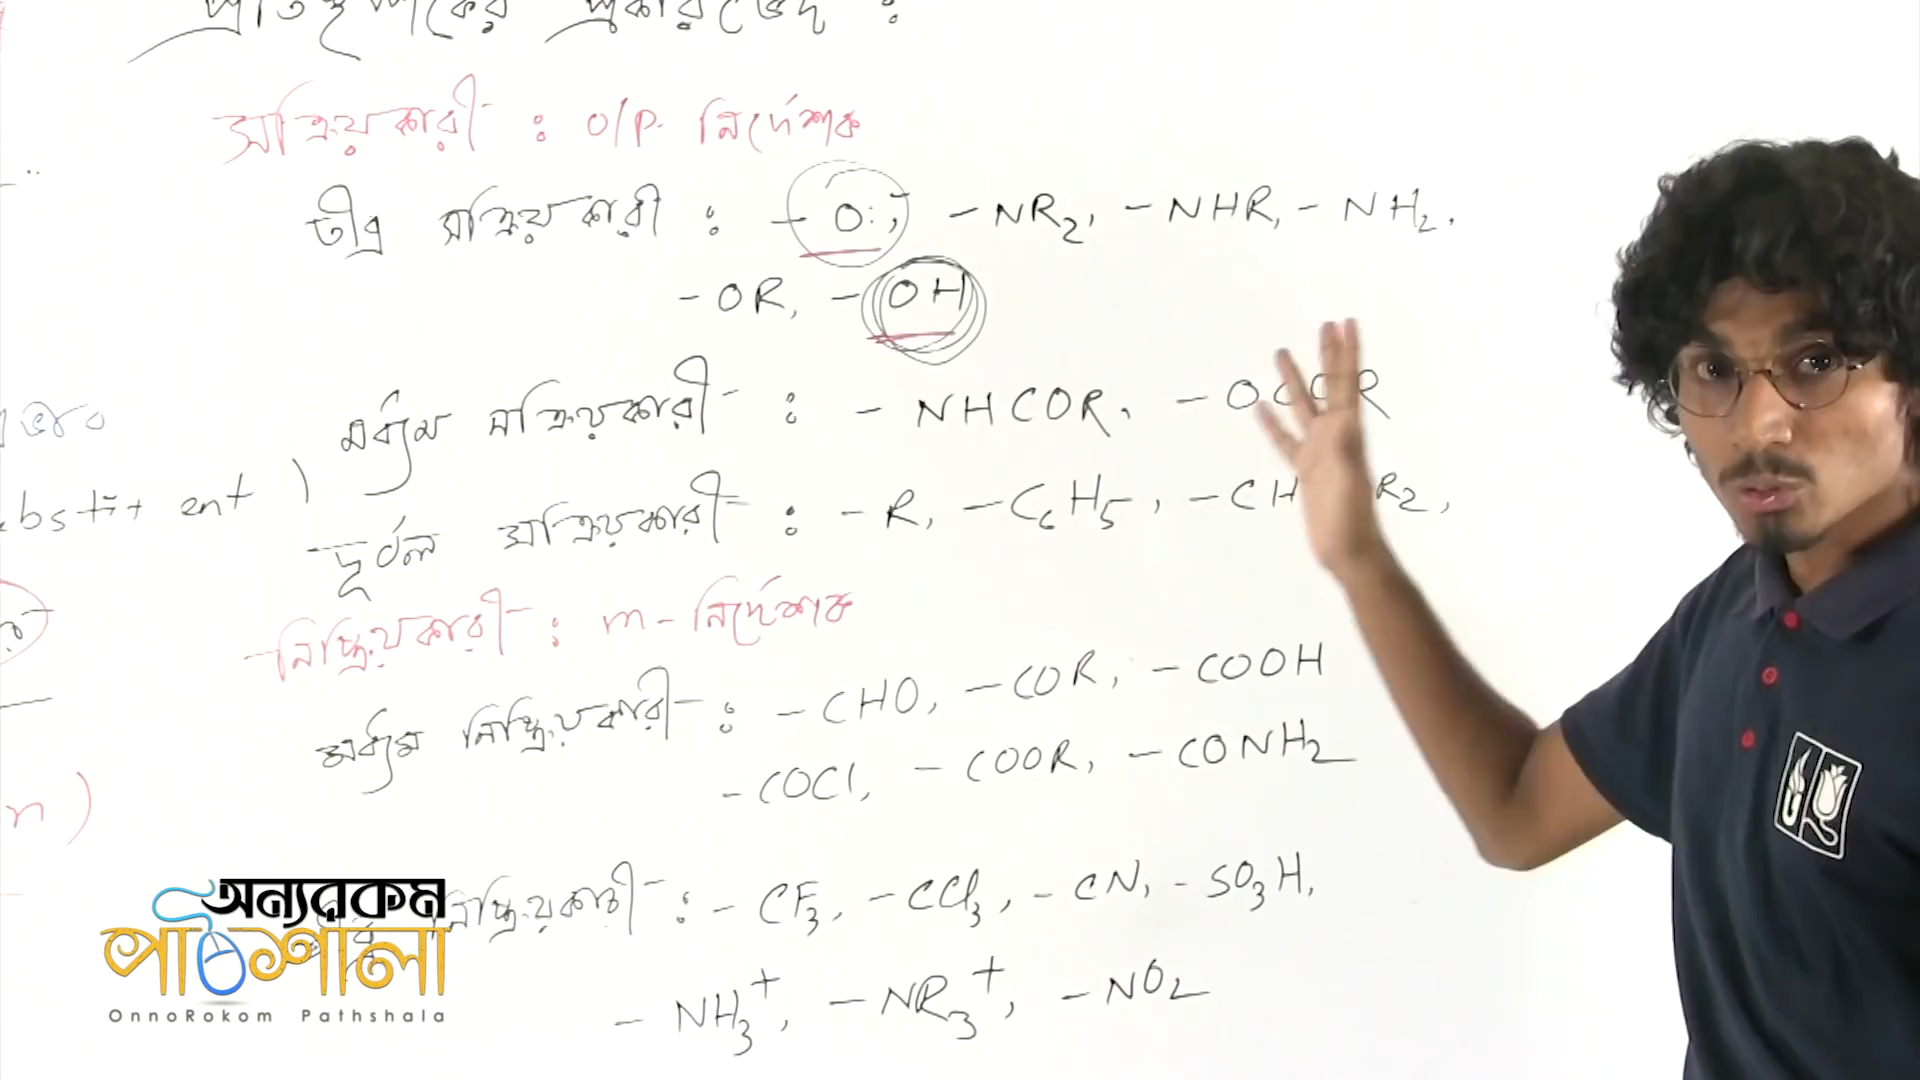 প্রতিস্থাপকের প্রকারভেদ :
সক্রিয়কারী : o/p- নির্দেশক
তীব্র সক্রিয়কারী : - O:⁻, - NR₂, - NHR, - NH₂,
- OR, - OH
মধ্যম সক্রিয়কারী : - NHCOR, - OCOR
দূর্বল সক্রিয়কারী : - R, - C₆H₅, - CH R₂,
নিষ্ক্রিয়কারী : m - নির্দেশক
মধ্যম নিষ্ক্রিয়কারী : - CHO, - COR, - COOH
- COCl, - COOR, - CONH₂
নিষ্ক্রিয়কারী : - CF₃, - CCl₃, - CN, - SO₃H,
- NH₃⁺, - NR₃⁺, - NO₂
অন্যরকম
পাঠশালা
OnnoRokom Pathshala